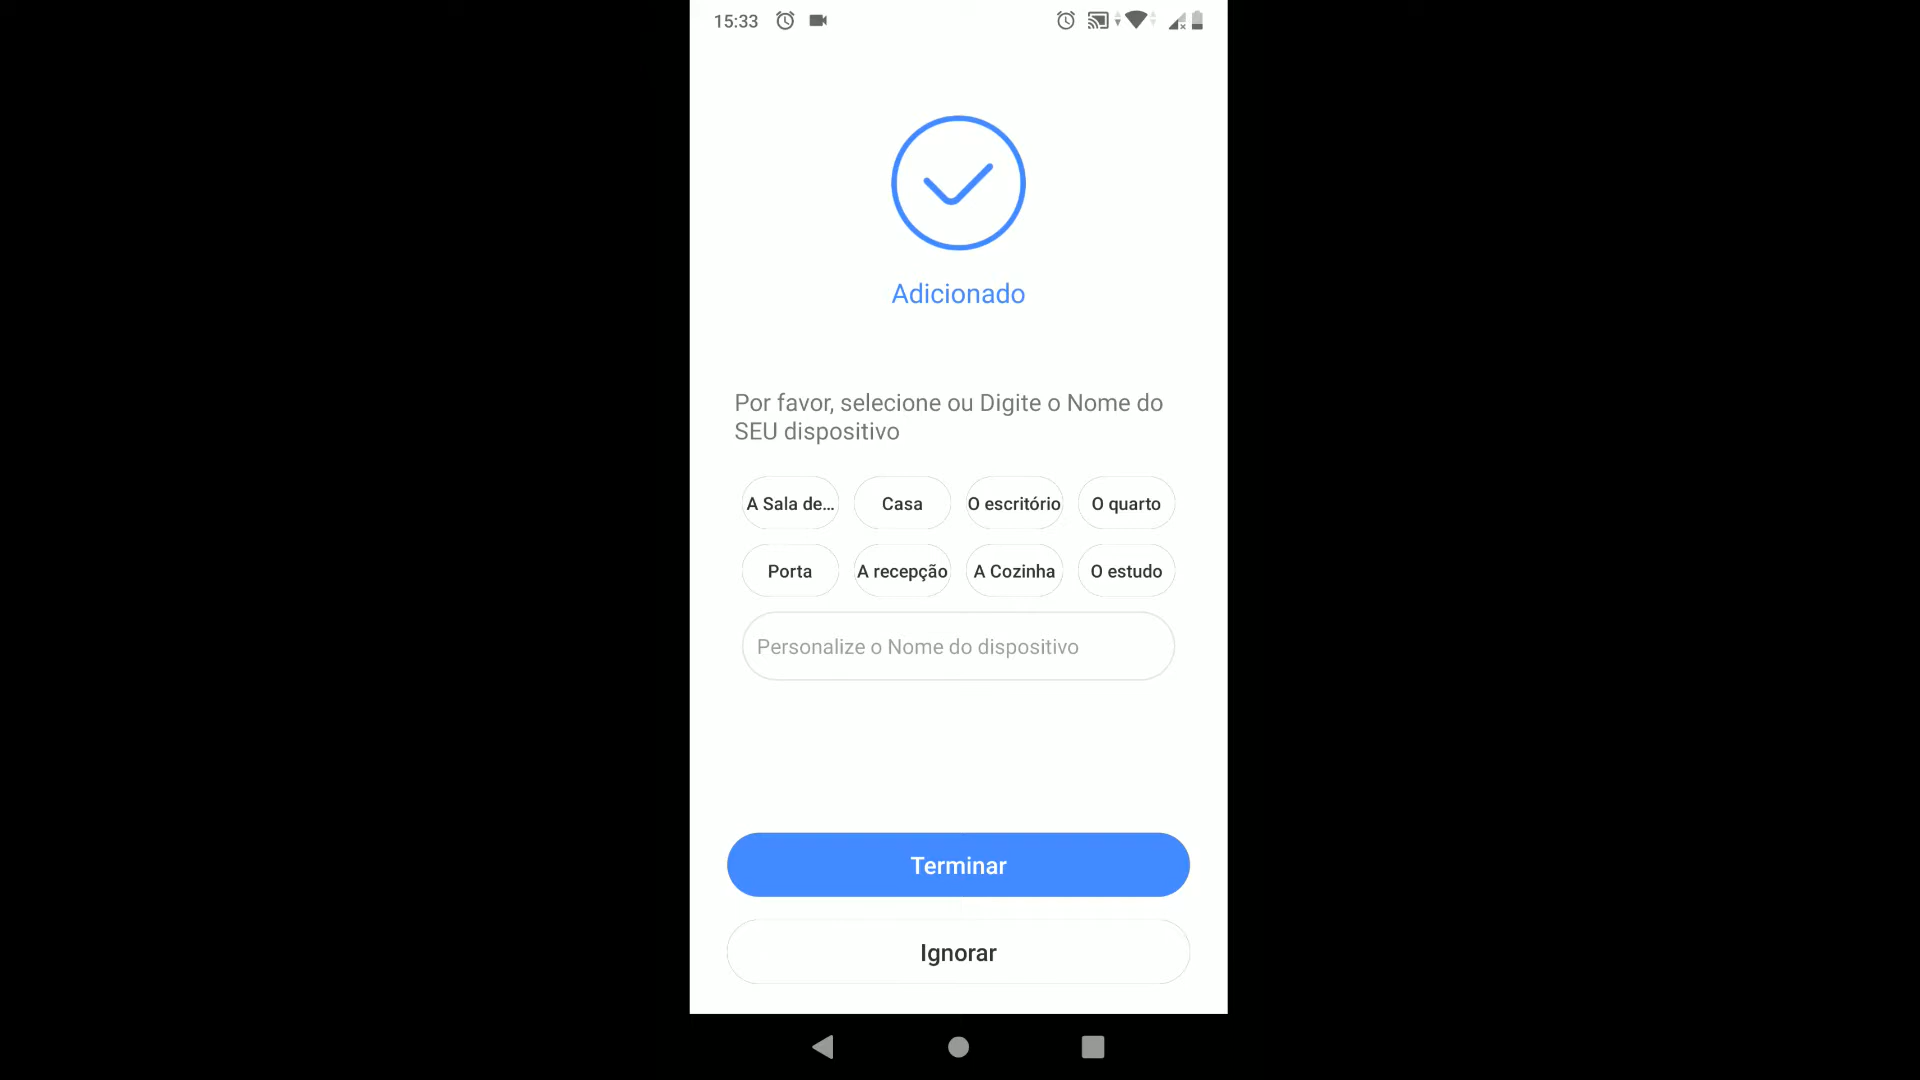 15:33
Adicionado
Por favor, selecione ou Digite o Nome do
SEU dispositivo
A Sala de... Casa O escritório O quarto
Porta A recepção A Cozinha O estudo
Personalize o Nome do dispositivo
Terminar
Ignorar